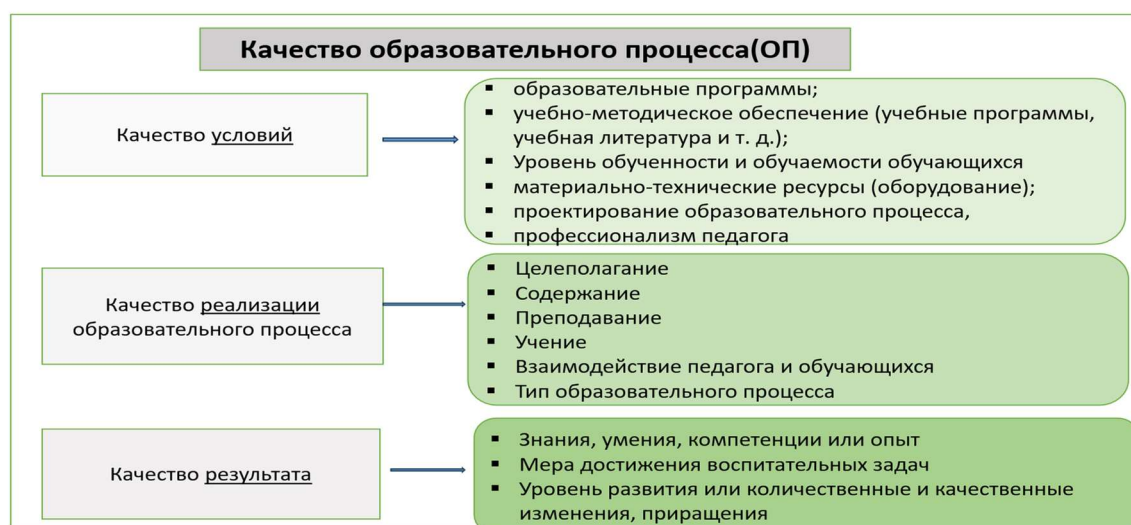 Качество образовательного процесса(ОП)
Качество условий
▪ образовательные программы;
▪ учебно-методическое обеспечение (учебные программы,
учебная литература и т. д.);
▪ Уровень обученности и обучаемости обучающихся
▪ материально-технические ресурсы (оборудование);
▪ проектирование образовательного процесса,
▪ профессионализм педагога
Качество реализации
образовательного процесса
▪ Целеполагание
▪ Содержание
▪ Преподавание
▪ Учение
▪ Взаимодействие педагога и обучающихся
▪ Тип образовательного процесса
Качество результата
▪ Знания, умения, компетенции или опыт
▪ Мера достижения воспитательных задач
▪ Уровень развития или количественные и качественные
изменения, приращения